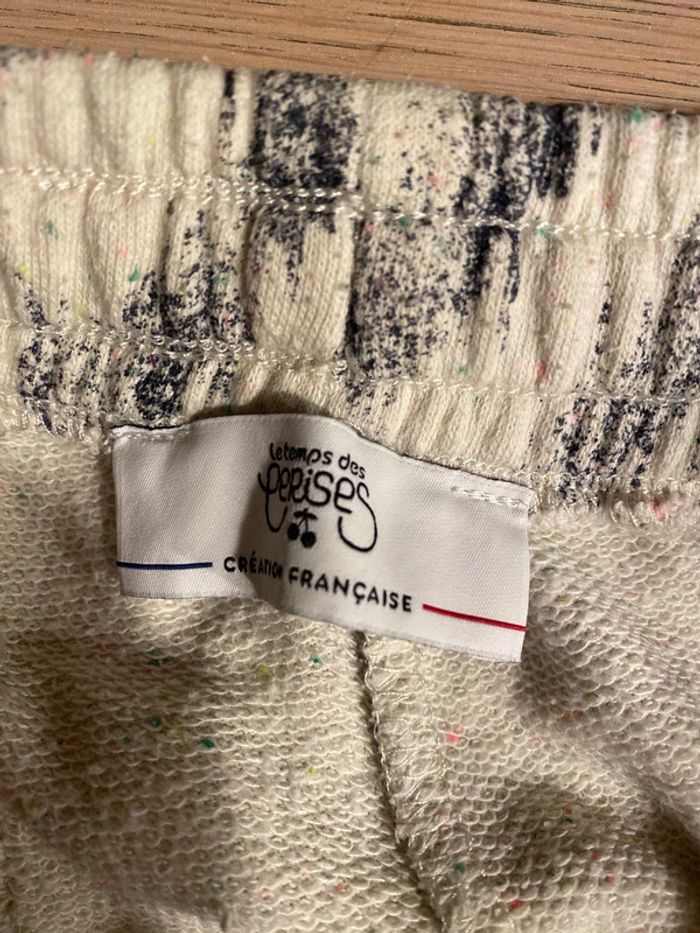 le temps des
cerises
CRÉATION FRANÇAISE